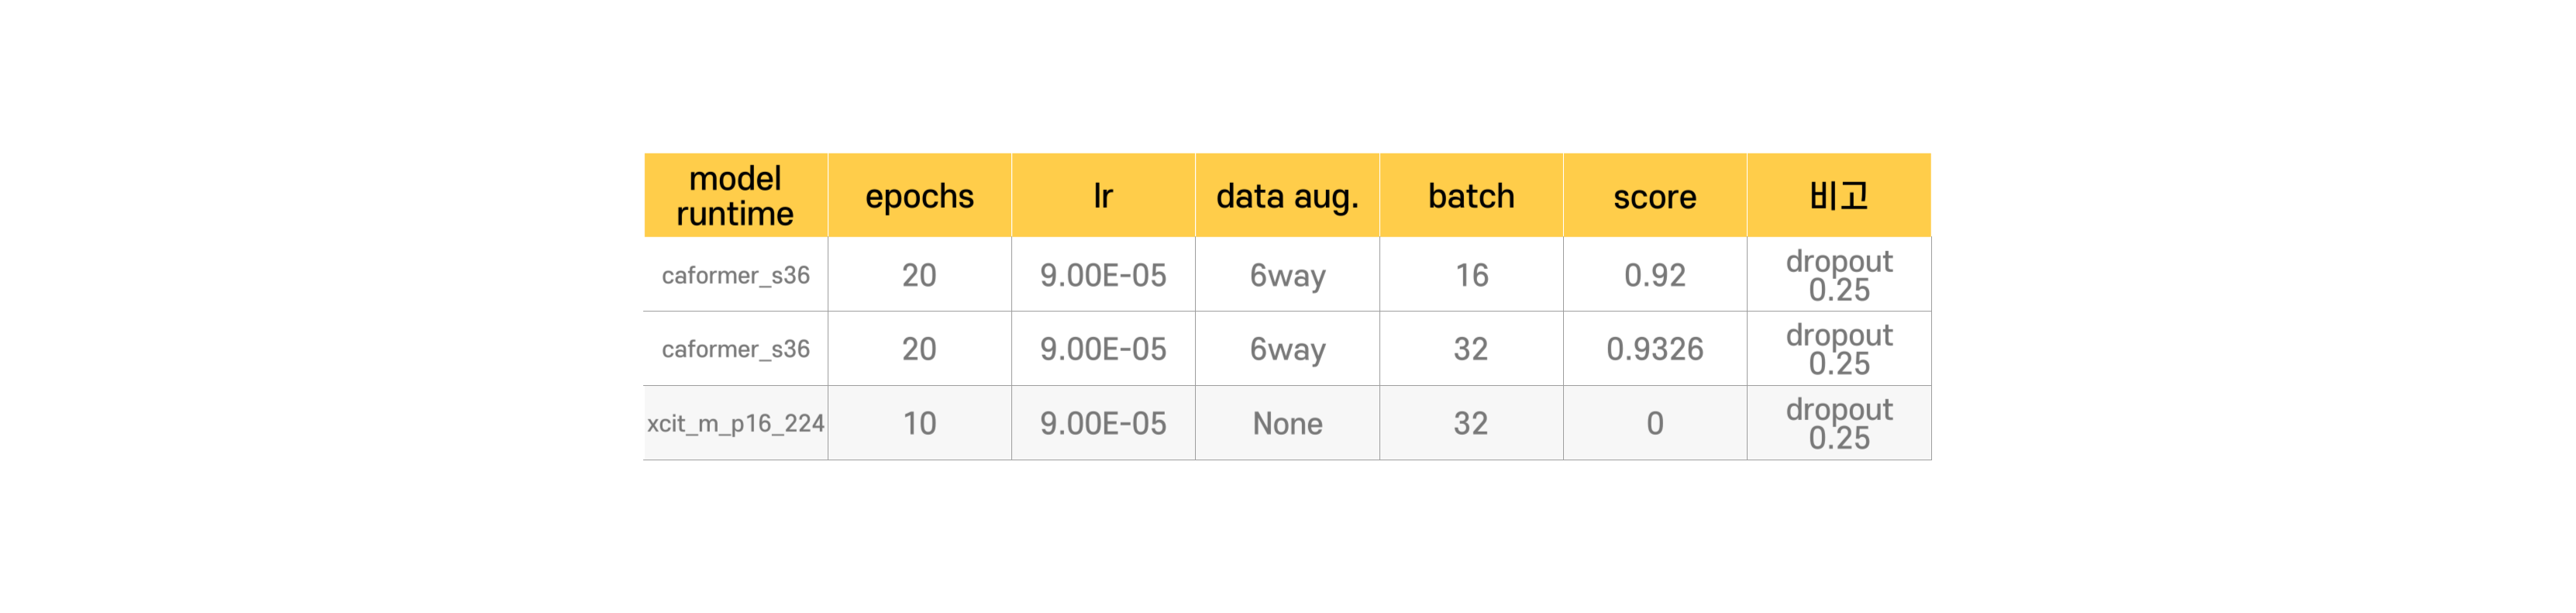 model runtime epochs lr data aug. batch score 비고
caformer_s36 20 9.00E-05 6way 16 0.92 dropout 0.25
caformer_s36 20 9.00E-05 6way 32 0.9326 dropout 0.25
xcit_m_p16_224 10 9.00E-05 None 32 0 dropout 0.25